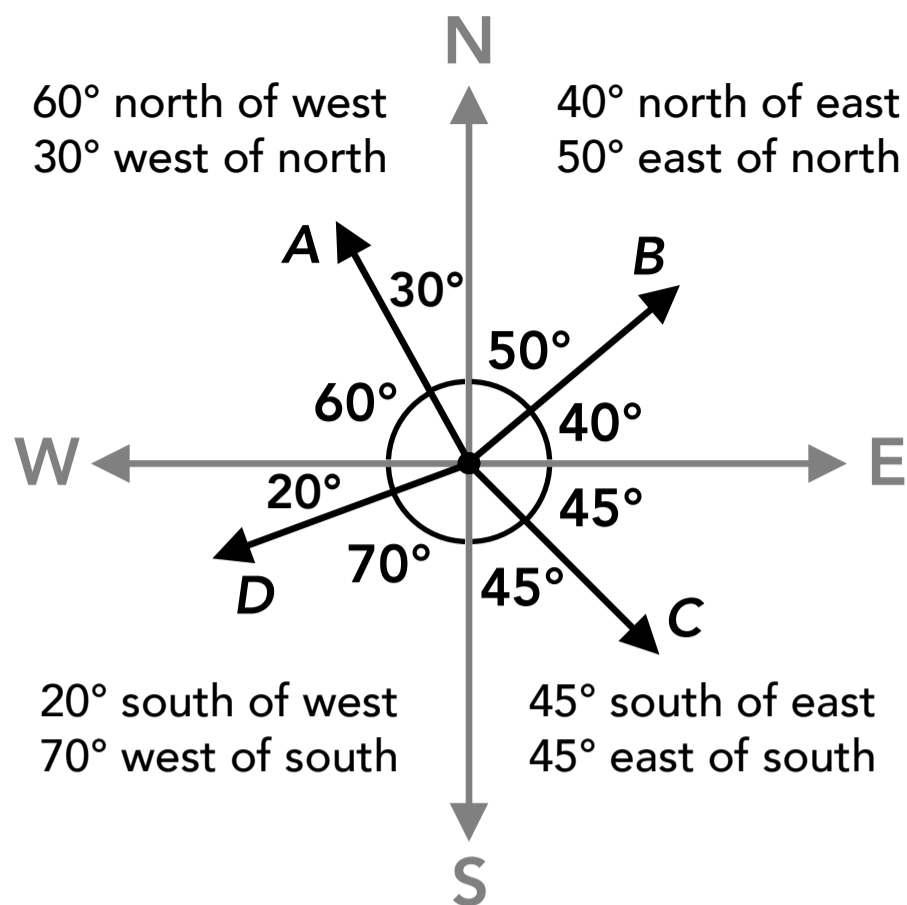 N
60° north of west
30° west of north
40° north of east
50° east of north
A
B
30°
50°
60°
40°
W
E
20°
45°
70°
45°
D
C
20° south of west
70° west of south
45° south of east
45° east of south
S